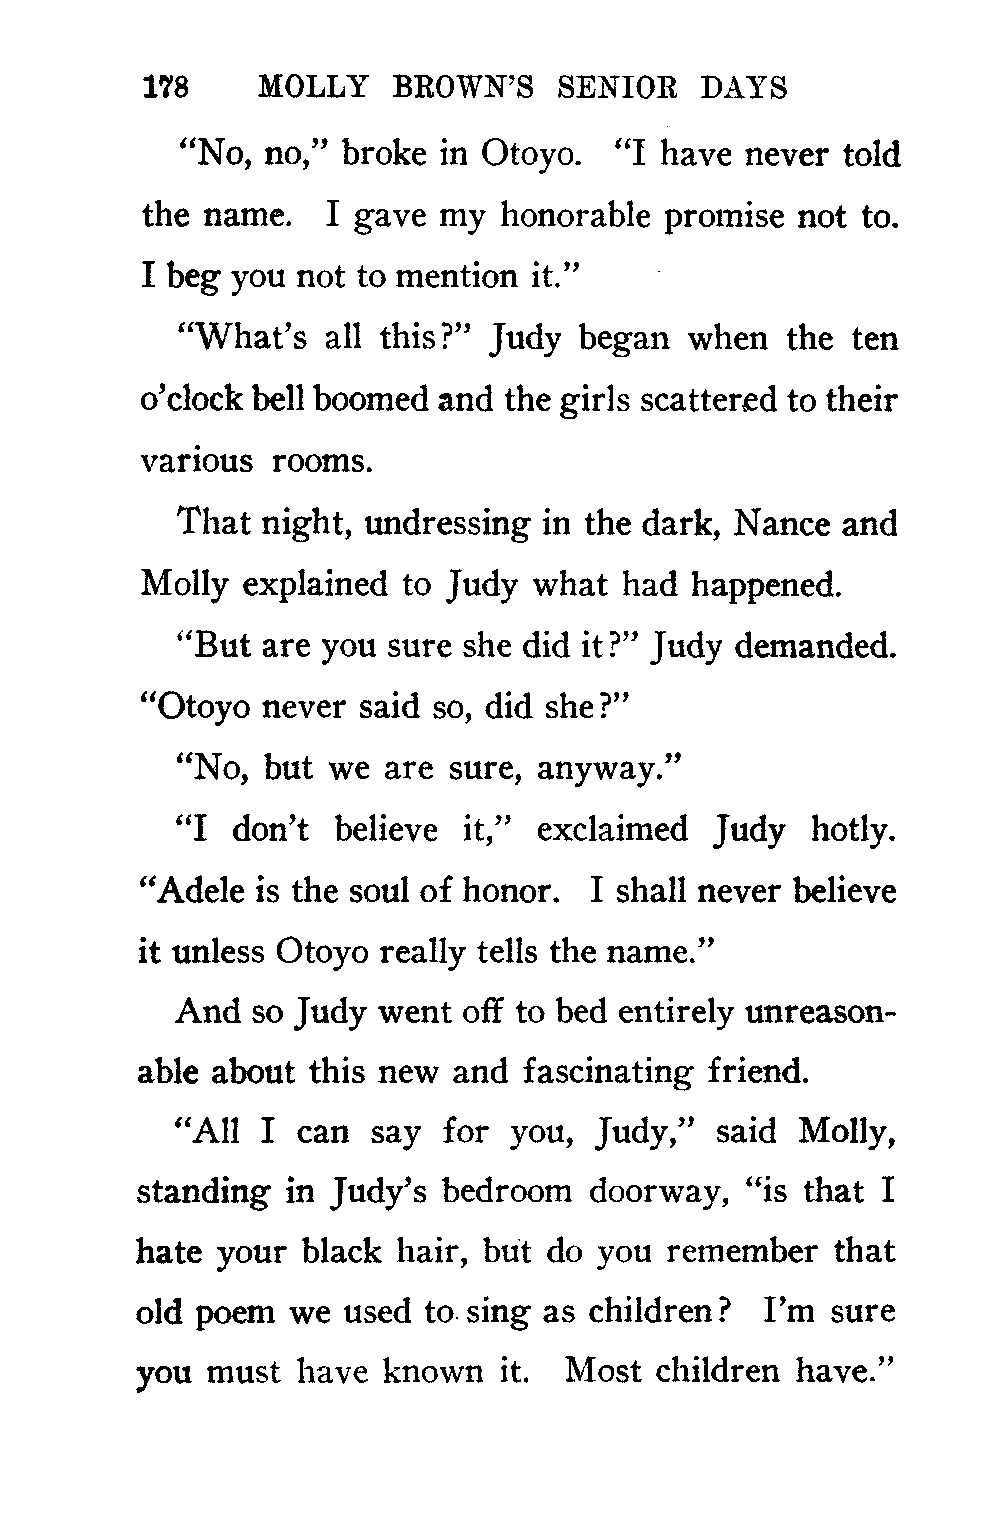 178 MOLLY BROWN'S SENIOR DAYS
"No, no," broke in Otoyo. "I have never told
the name. I gave my honorable promise not to.
I beg you not to mention it."
"What's all this?" Judy began when the ten
o'clock bell boomed and the girls scattered to their
various rooms.
That night, undressing in the dark, Nance and
Molly explained to Judy what had happened.
"But are you sure she did it?" Judy demanded.
"Otoyo never said so, did she?"
"No, but we are sure, anyway."
"I don't believe it," exclaimed Judy hotly.
"Adele is the soul of honor. I shall never believe
it unless Otoyo really tells the name."
And so Judy went off to bed entirely unreason-
able about this new and fascinating friend.
"All I can say for you, Judy," said Molly,
standing in Judy's bedroom doorway, "is that I
hate your black hair, but do you remember that
old poem we used to sing as children? I'm sure
you must have known it. Most children have."